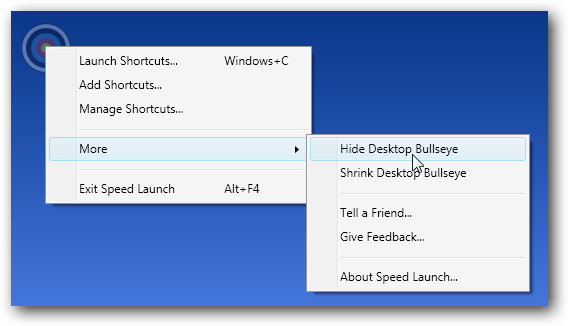 Launch Shortcuts... Windows+C
Add Shortcuts...
Manage Shortcuts...
More
Exit Speed Launch Alt+F4
Hide Desktop Bullseye
Shrink Desktop Bullseye
Tell a Friend...
Give Feedback...
About Speed Launch...